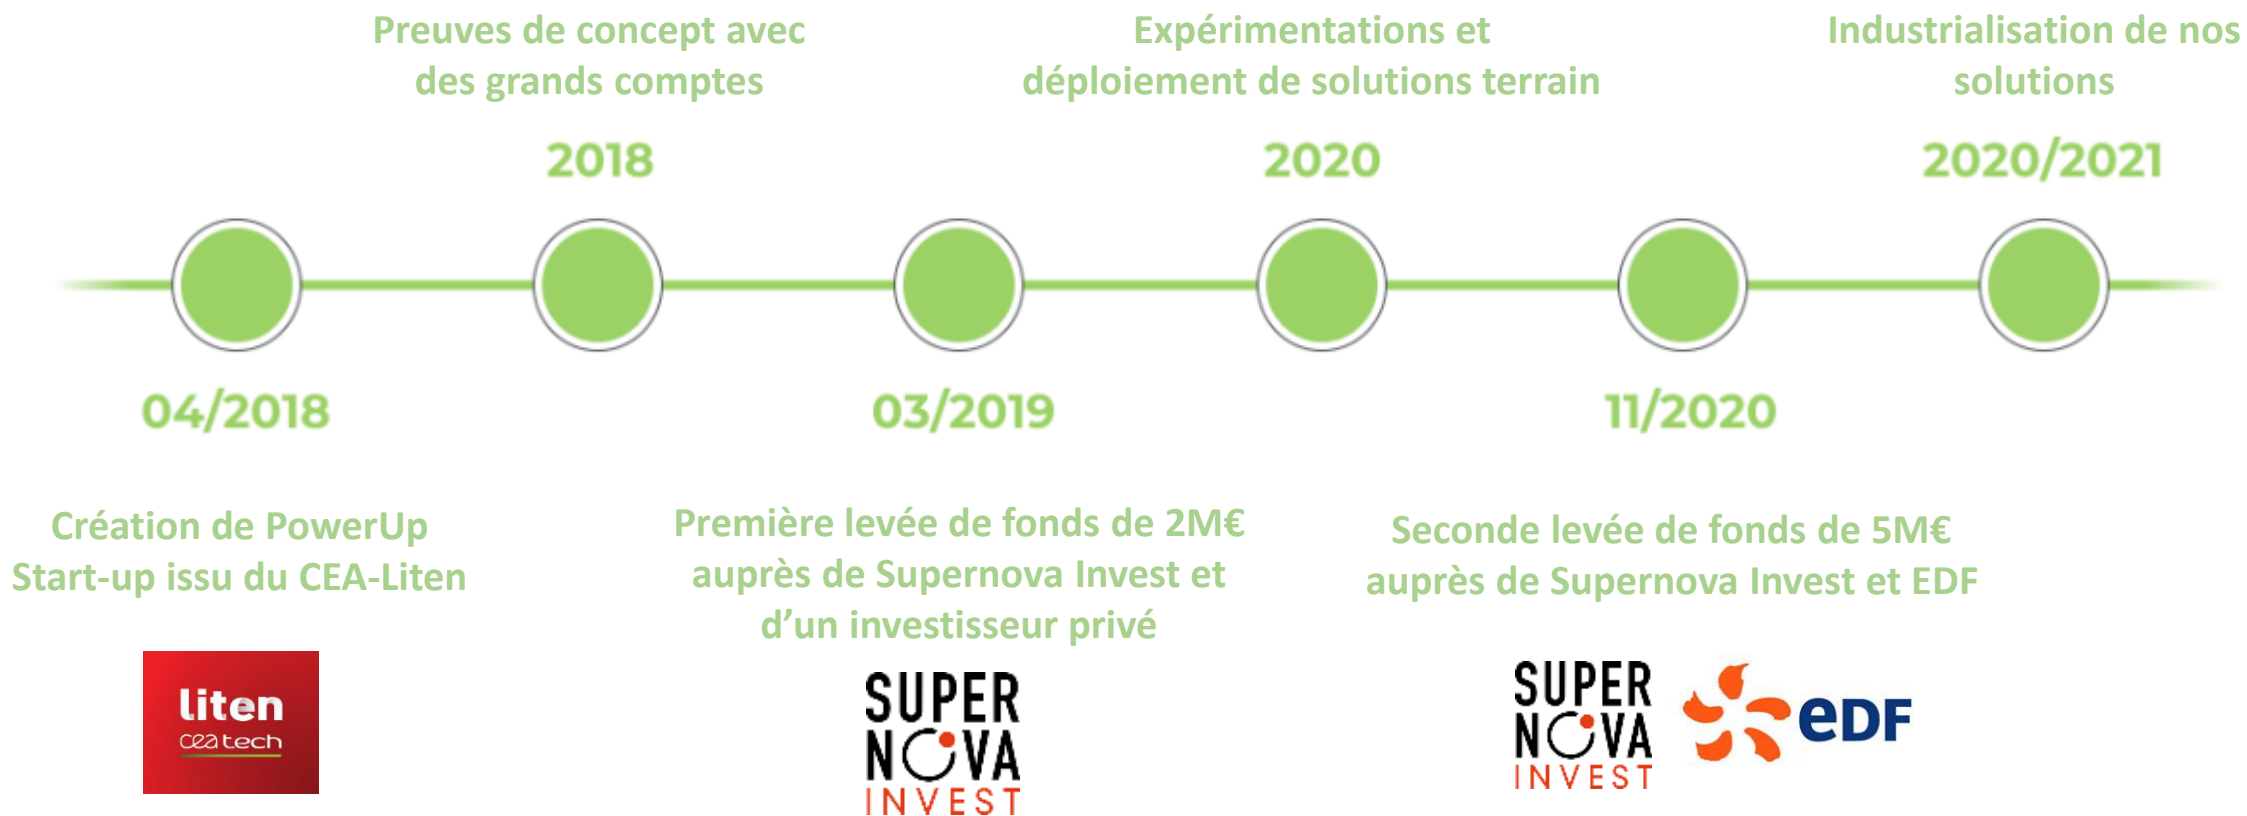 Preuves de concept avec
des grands comptes
2018
Expérimentations et
déploiement de solutions terrain
2020
Industrialisation de nos
solutions
2020/2021
04/2018
Création de PowerUp
Start-up issu du CEA-Liten
liten
cea tech
03/2019
Première levée de fonds de 2M€
auprès de Supernova Invest et
d’un investisseur privé
SUPER
NOVA
INVEST
11/2020
Seconde levée de fonds de 5M€
auprès de Supernova Invest et EDF
SUPER
NOVA
INVEST
eDF